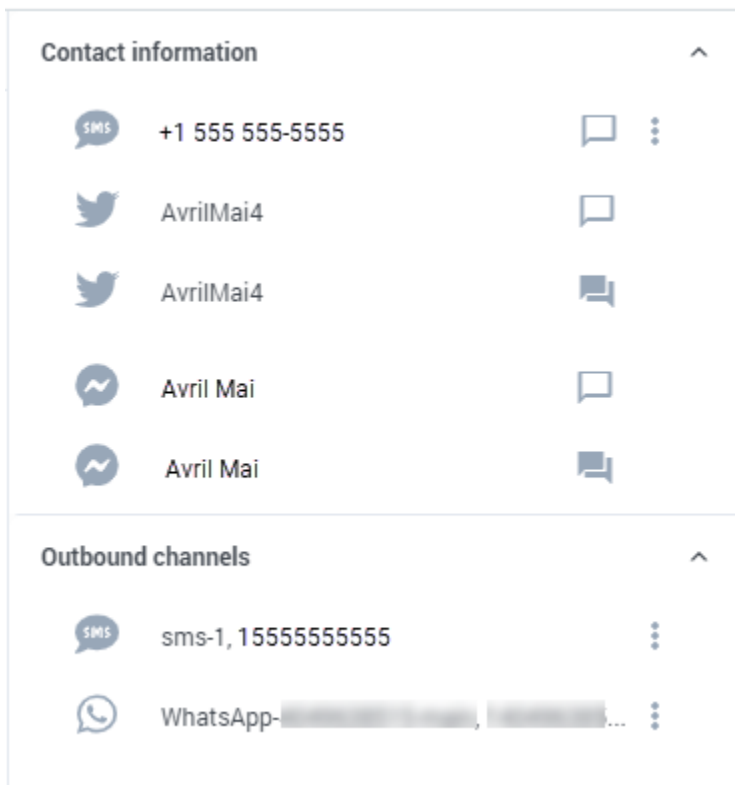 Contact information
SMS +1 555 555-5555
AvrilMai4
AvrilMai4
Avril Mai
Avril Mai
Outbound channels
SMS sms-1, 15555555555
WhatsApp- , ...